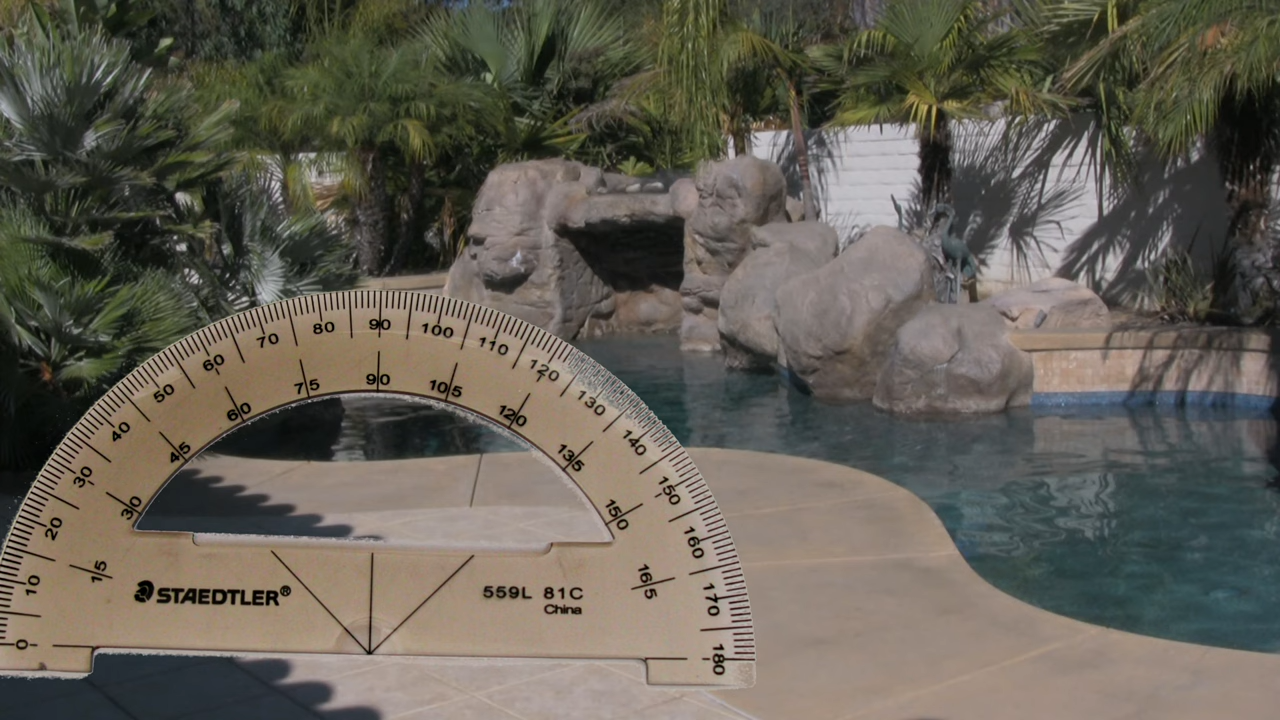 80 90 100
70 110
60 120
50 75 90 105 130
40 60 120 140
30 45 135 150
20 30 150 160
10 15 165 170
STAEDTLER® 559L 81C
China
0 180